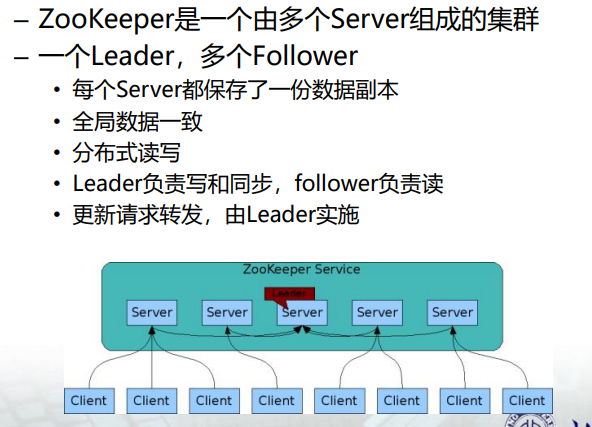 – ZooKeeper是一个由多个Server组成的集群
– 一个Leader，多个Follower
• 每个Server都保存了一份数据副本
• 全局数据一致
• 分布式读写
• Leader负责写和同步，follower负责读
• 更新请求转发，由Leader实施
ZooKeeper Service
Leader
Server Server Server Server Server
Client Client Client Client Client Client Client Client